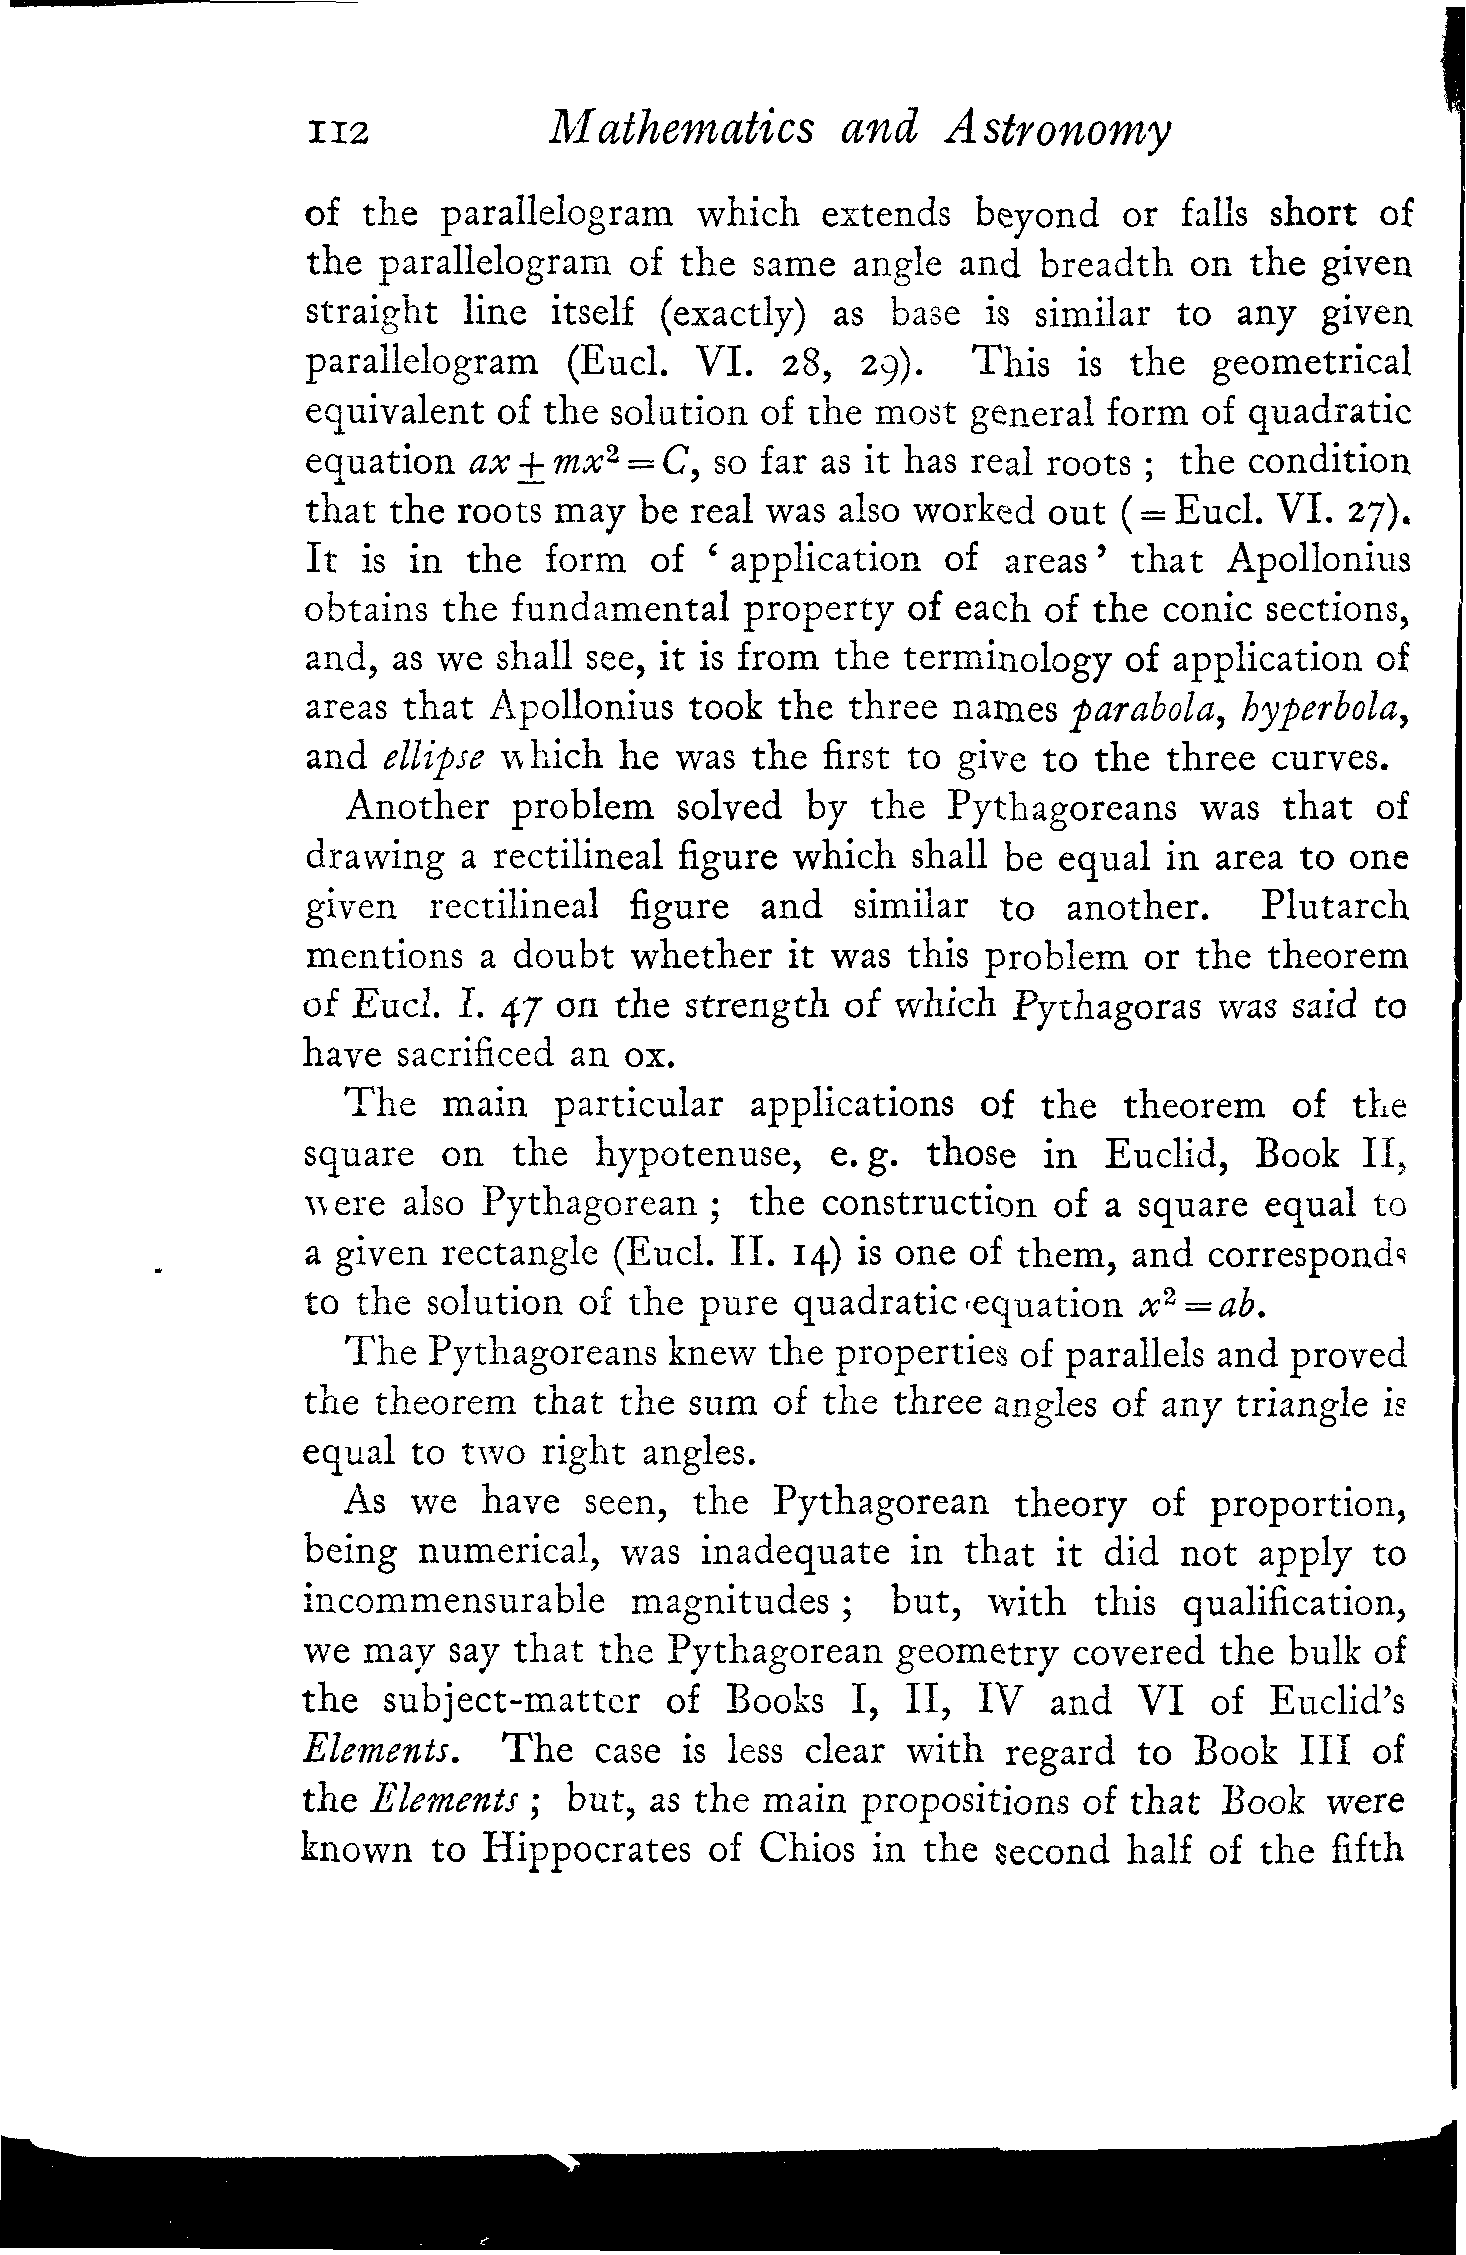 112 Mathematics and Astronomy
of the parallelogram which extends beyond or falls short of
the parallelogram of the same angle and breadth on the given
straight line itself (exactly) as base is similar to any given
parallelogram (Eucl. VI. 28, 29). This is the geometrical
equivalent of the solution of the most general form of quadratic
equation ax ± mx² = C, so far as it has real roots ; the condition
that the roots may be real was also worked out (= Eucl. VI. 27).
It is in the form of ‘ application of areas ’ that Apollonius
obtains the fundamental property of each of the conic sections,
and, as we shall see, it is from the terminology of application of
areas that Apollonius took the three names parabola, hyperbola,
and ellipse which he was the first to give to the three curves.
Another problem solved by the Pythagoreans was that of
drawing a rectilineal figure which shall be equal in area to one
given rectilineal figure and similar to another. Plutarch
mentions a doubt whether it was this problem or the theorem
of Eucl. I. 47 on the strength of which Pythagoras was said to
have sacrificed an ox.
The main particular applications of the theorem of the
square on the hypotenuse, e. g. those in Euclid, Book II,
were also Pythagorean ; the construction of a square equal to
a given rectangle (Eucl. II. 14) is one of them, and corresponds
to the solution of the pure quadratic equation x² = ab.
The Pythagoreans knew the properties of parallels and proved
the theorem that the sum of the three angles of any triangle is
equal to two right angles.
As we have seen, the Pythagorean theory of proportion,
being numerical, was inadequate in that it did not apply to
incommensurable magnitudes ; but, with this qualification,
we may say that the Pythagorean geometry covered the bulk of
the subject-matter of Books I, II, IV and VI of Euclid's
Elements. The case is less clear with regard to Book III of
the Elements ; but, as the main propositions of that Book were
known to Hippocrates of Chios in the second half of the fifth